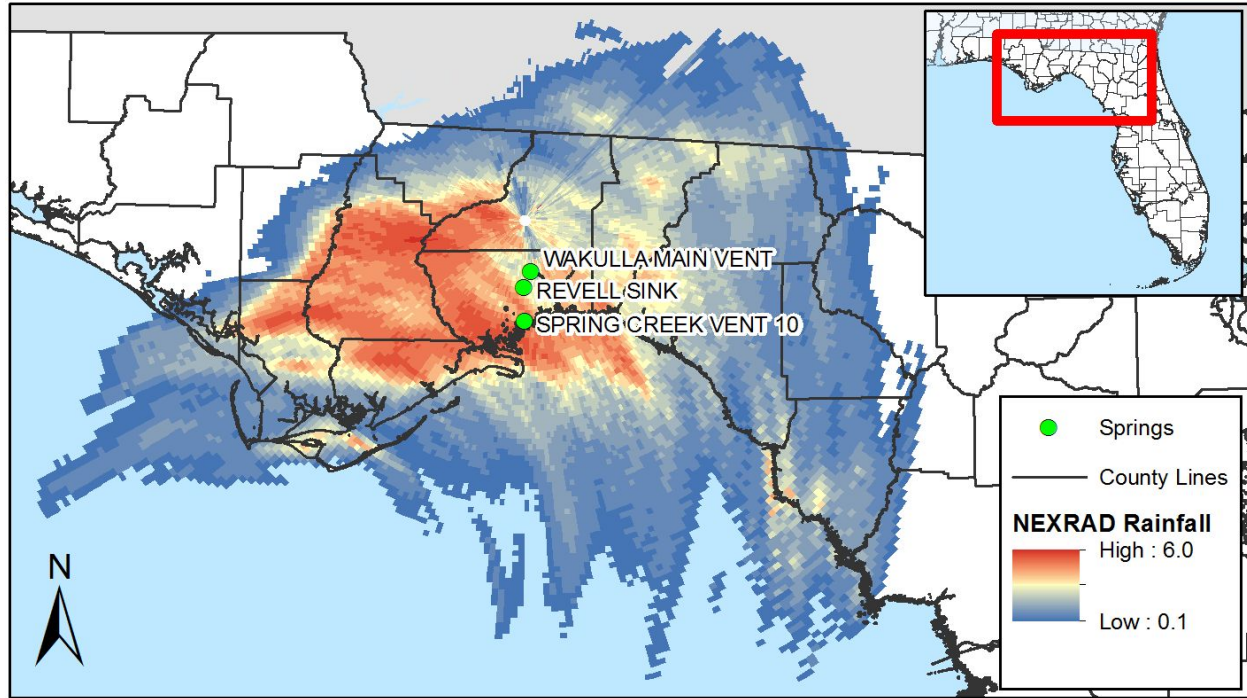 WAKULLA MAIN VENT
REVELL SINK
SPRING CREEK VENT 10
Springs
County Lines
NEXRAD Rainfall
High : 6.0
Low : 0.1
N